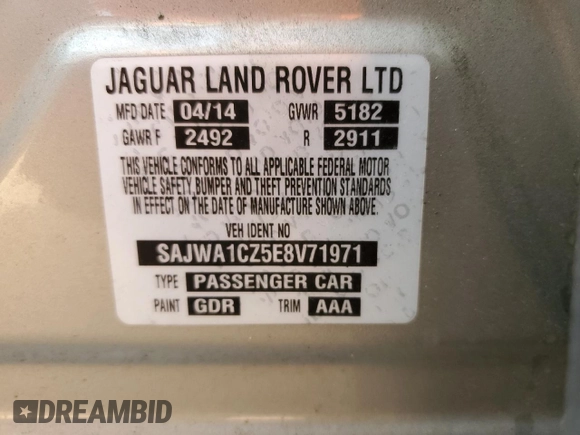 JAGUAR LAND ROVER LTD
MFD DATE 04/14 GVWR 5182
GAWR F 2492 R 2911
THIS VEHICLE CONFORMS TO ALL APPLICABLE FEDERAL MOTOR
VEHICLE SAFETY, BUMPER AND THEFT PREVENTION STANDARDS
IN EFFECT ON THE DATE OF MANUFACTURE SHOWN ABOVE.
VEH IDENT NO
SAJWA1CZ5E8V71971
TYPE PASSENGER CAR
PAINT GDR TRIM AAA
DREAMBID